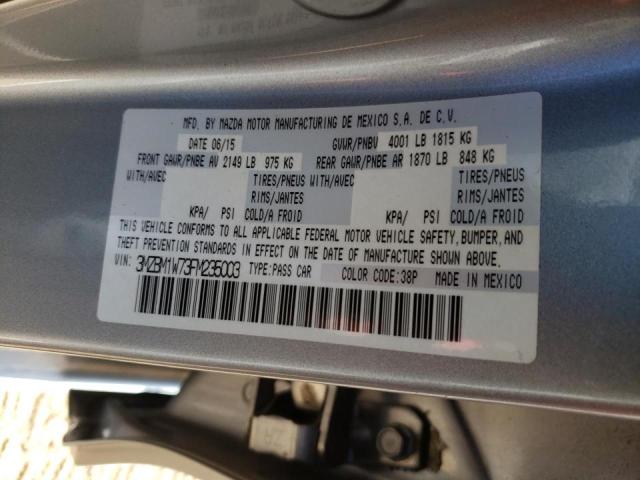 MFD. BY MAZDA MOTOR MANUFACTURING DE MEXICO S.A. DE C.V.
DATE 06/15 GVWR/PNBV 4001 LB 1815 KG
FRONT GAWR/PNBE AV 2149 LB 975 KG REAR GAWR/PNBE AR 1870 LB 848 KG
WITH/AVEC TIRES/PNEUS WITH/AVEC TIRES/PNEUS
RIMS/JANTES RIMS/JANTES
KPA/ PSI COLD/A FROID KPA/ PSI COLD/A FROID
THIS VEHICLE CONFORMS TO ALL APPLICABLE FEDERAL MOTOR VEHICLE SAFETY, BUMPER, AND
THEFT PREVENTION STANDARDS IN EFFECT ON THE DATE OF MANUFACTURE SHOWN ABOVE.
VIN: 3MZBM1W73FM235003 TYPE:PASS CAR COLOR CODE:38P MADE IN MEXICO